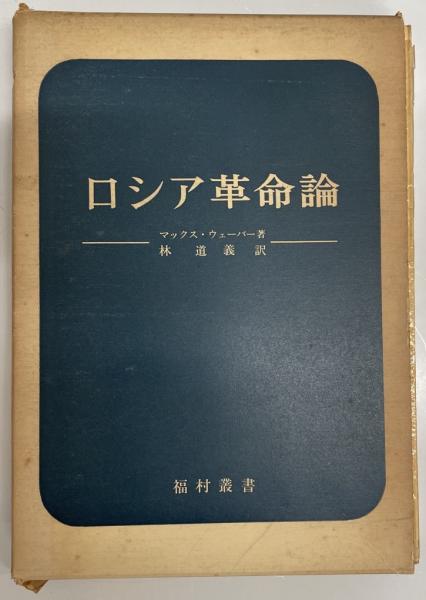 ロシア革命論
マックス・ウェーバー著
林道義訳
福村叢書